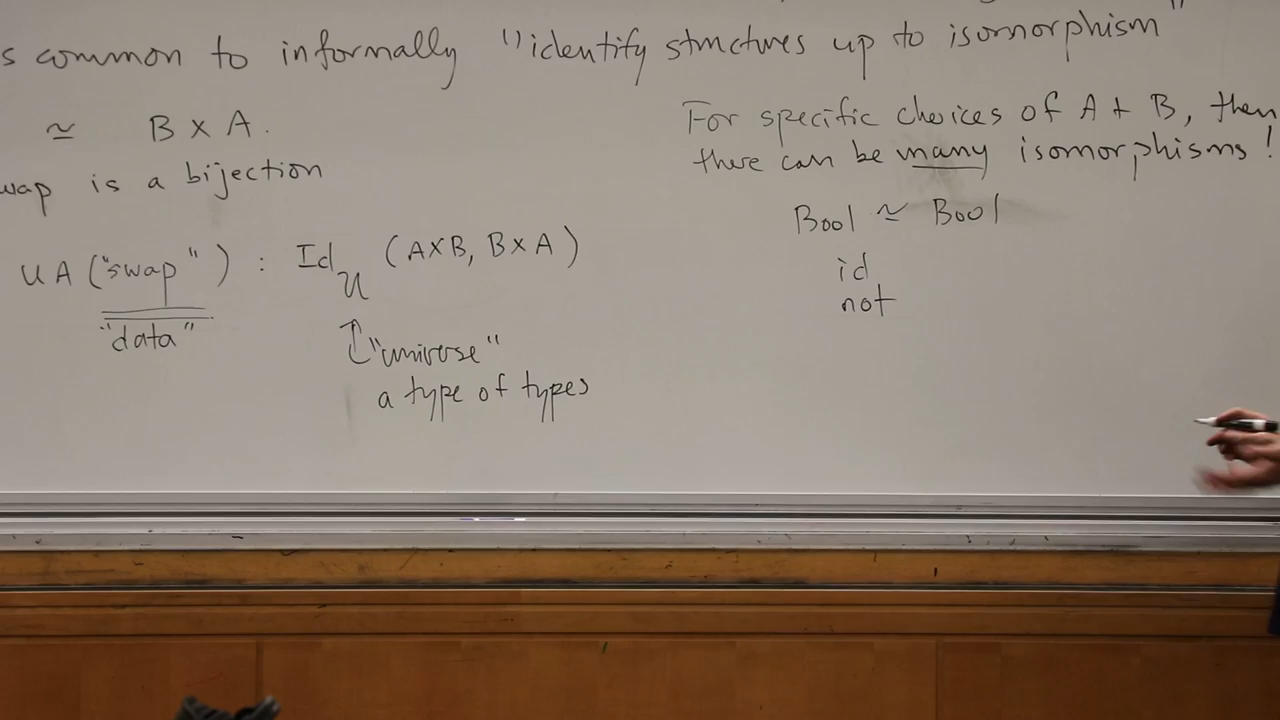 s common to informally "identify structures up to isomorphism"
≃ B × A.
wap is a bijection
UA ("swap") : Id_U (A×B, B×A)
"data"
"universe"
a type of types
For specific choices of A + B, then
there can be many isomorphisms!
Bool ≃ Bool
id
not